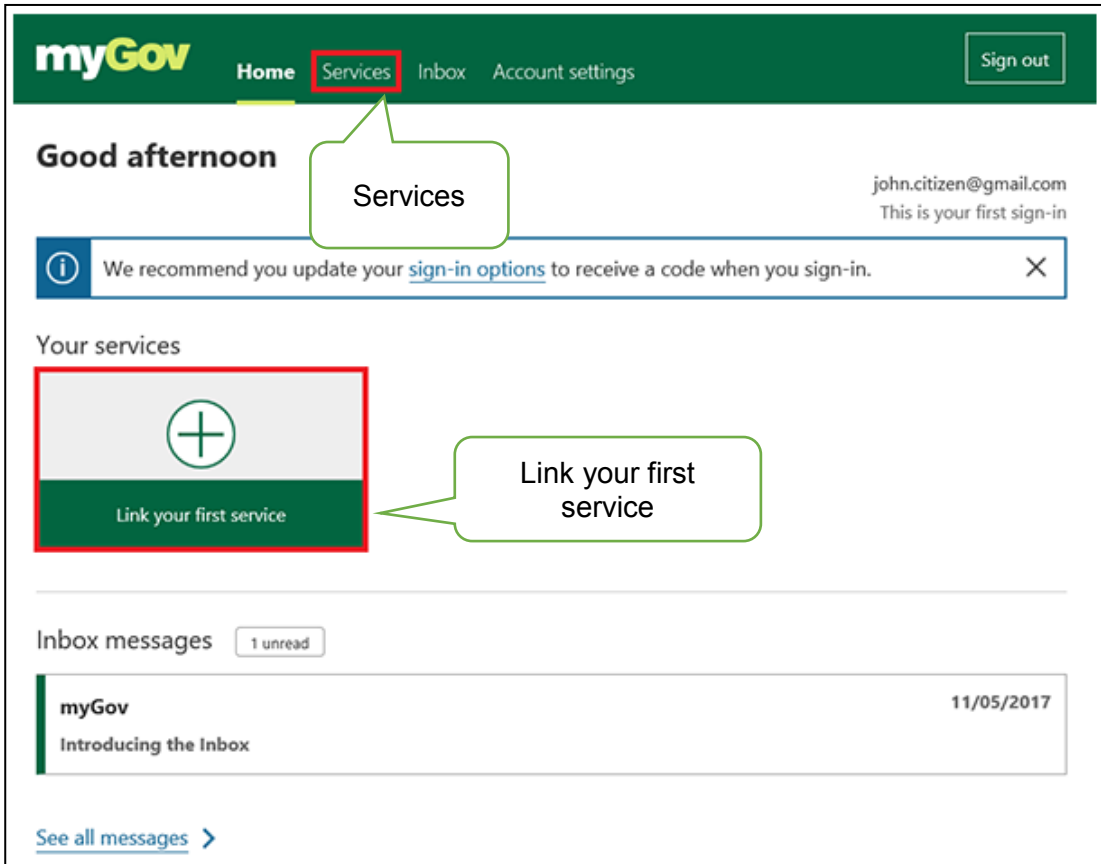 myGov
Home Services Inbox Account settings
Sign out
Good afternoon
Services
john.citizen@gmail.com
This is your first sign-in
We recommend you update your sign-in options to receive a code when you sign-in.
Your services
Link your first service
Link your first
service
Inbox messages 1 unread
myGov 11/05/2017
Introducing the Inbox
See all messages